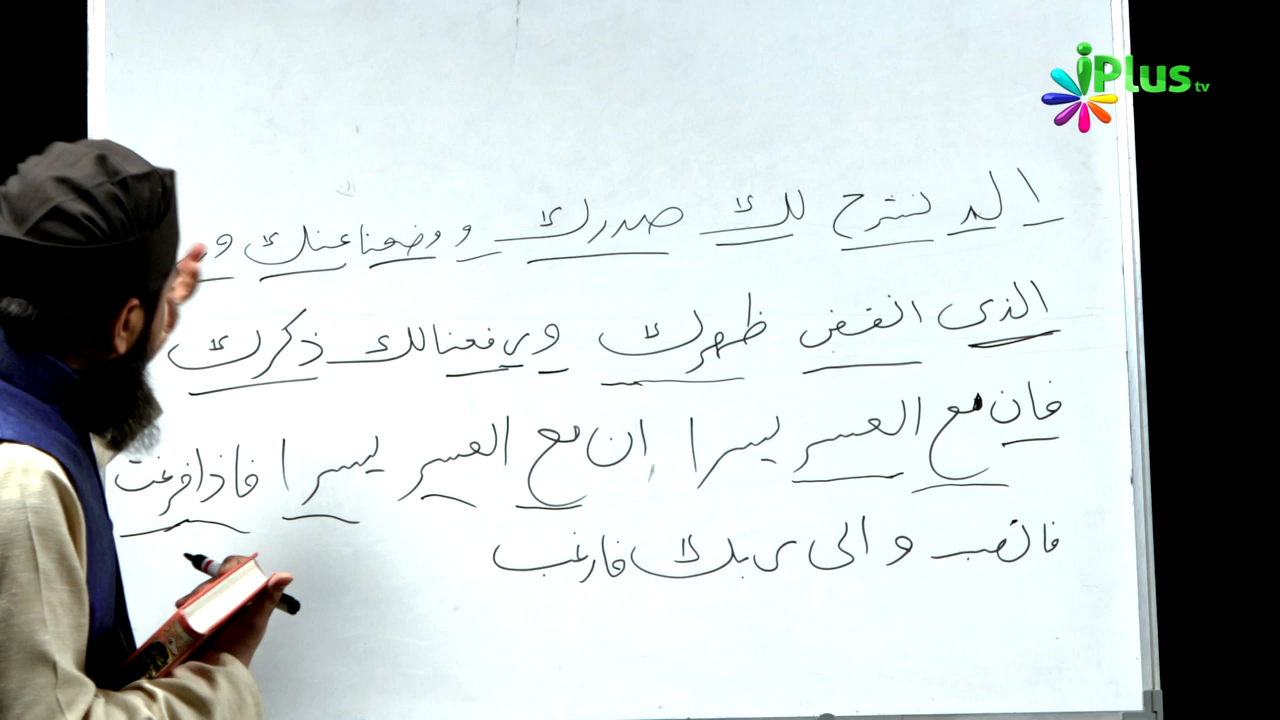 iPlus tv
الم نشرح لك صدرك و وضعنا عنك و
الذى انقض ظهرك و رفعنا لك ذكرك
فان مع العسر يسرا ان مع العسر يسرا فاذا فرغت
فانصب و الى ربك فارغب